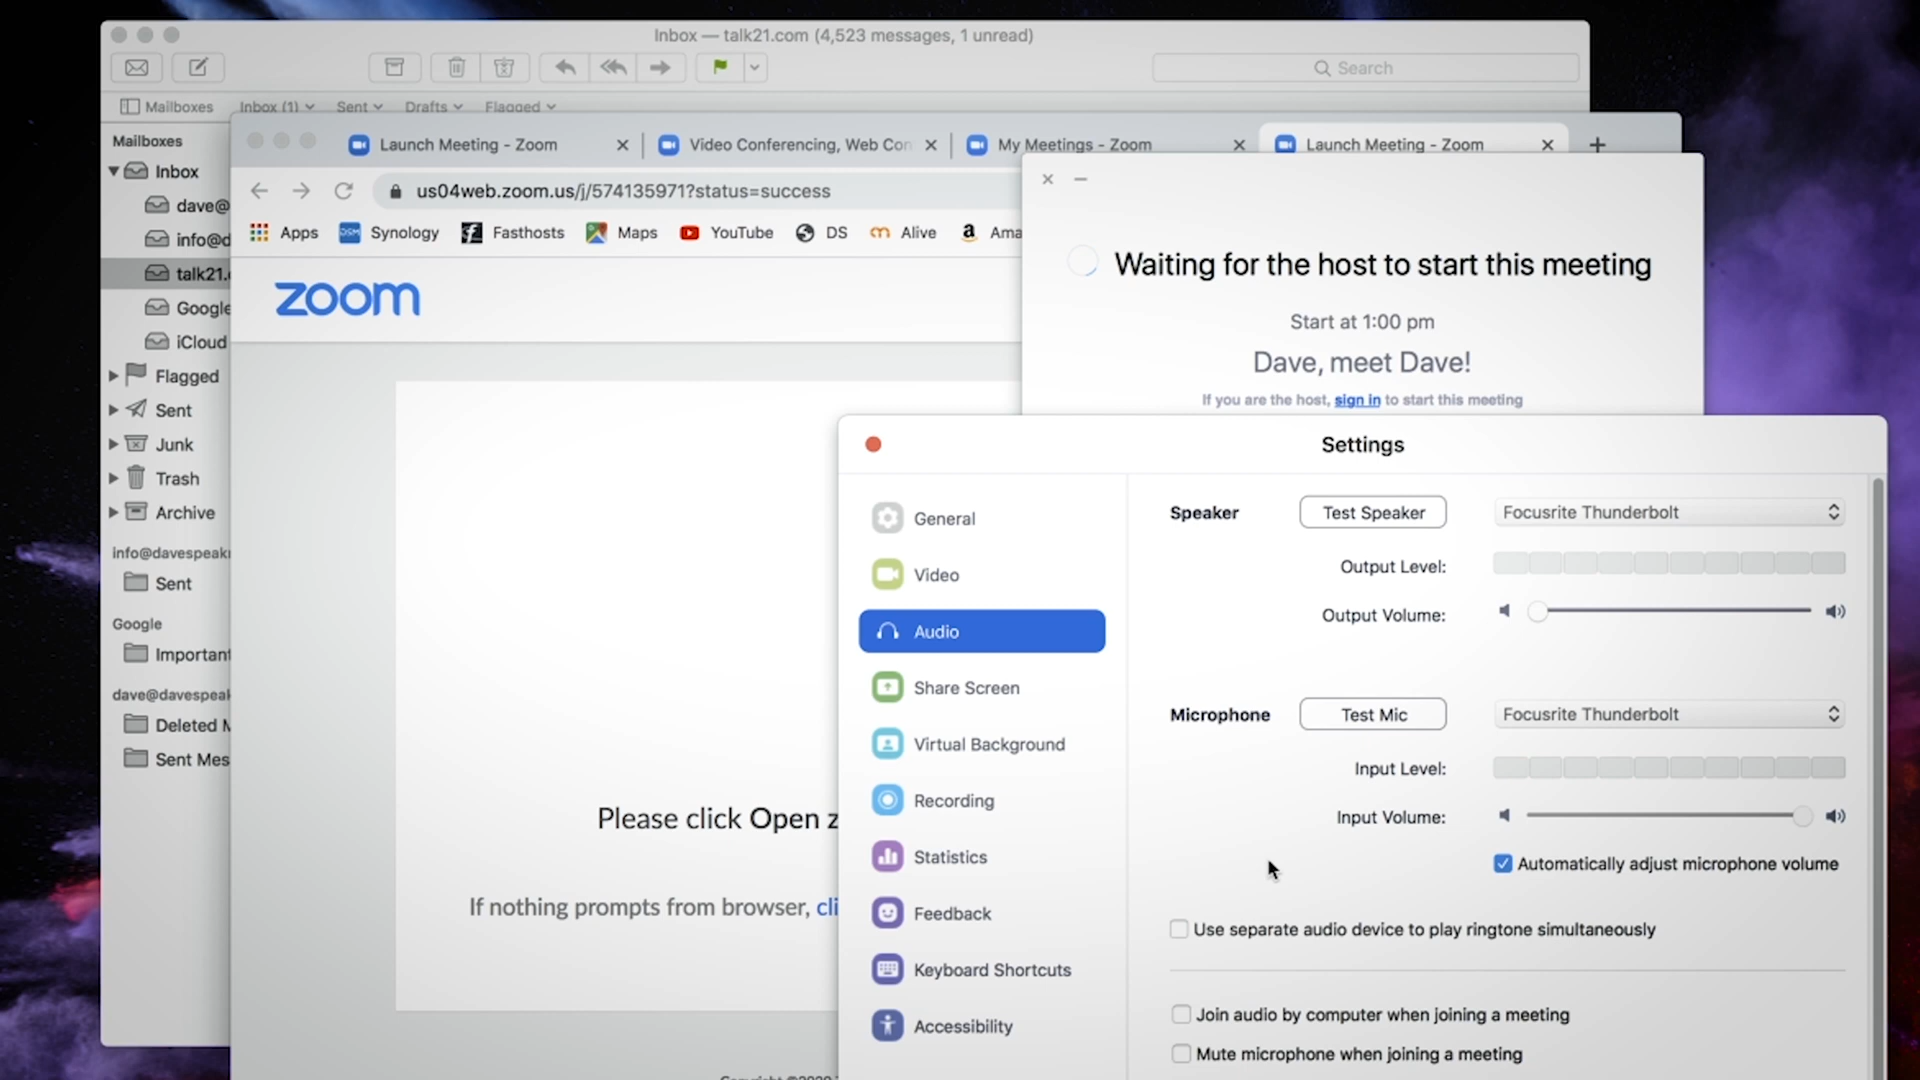 Inbox — talk21.com (4,523 messages, 1 unread)
Search
Mailboxes Inbox (1) Sent Drafts Flagged
Mailboxes
Inbox
dave@
info@d
talk21.
Google
iCloud
Flagged
Sent
Junk
Trash
Archive
info@davespeak
Sent
Google
Important
dave@davespeak
Deleted M
Sent Mes
Launch Meeting - Zoom
Video Conferencing, Web Con
My Meetings - Zoom
Launch Meeting - Zoom
us04web.zoom.us/j/574135971?status=success
Apps Synology Fasthosts Maps YouTube DS Alive Ama
zoom
Please click Open z
If nothing prompts from browser, cli
Waiting for the host to start this meeting
Start at 1:00 pm
Dave, meet Dave!
If you are the host, sign in to start this meeting
Settings
General
Video
Audio
Share Screen
Virtual Background
Recording
Statistics
Feedback
Keyboard Shortcuts
Accessibility
Speaker Test Speaker Focusrite Thunderbolt
Output Level:
Output Volume:
Microphone Test Mic Focusrite Thunderbolt
Input Level:
Input Volume:
Automatically adjust microphone volume
Use separate audio device to play ringtone simultaneously
Join audio by computer when joining a meeting
Mute microphone when joining a meeting